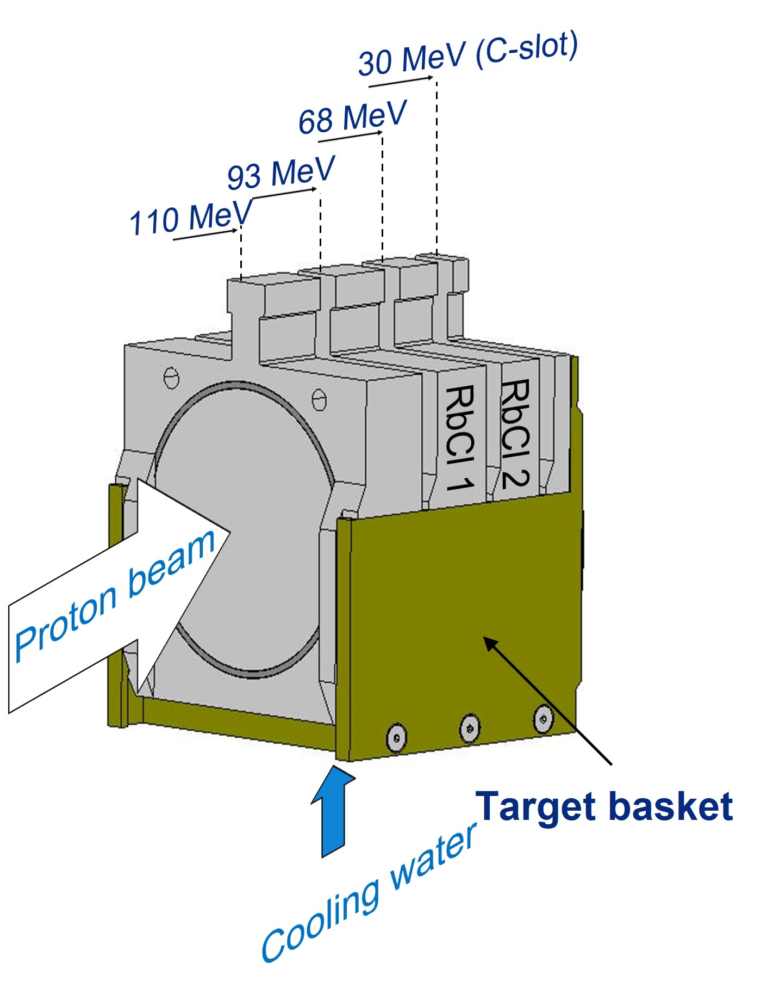 30 MeV (C-slot)
68 MeV
93 MeV
110 MeV
RbCl 1
RbCl 2
Proton beam
Target basket
Cooling water